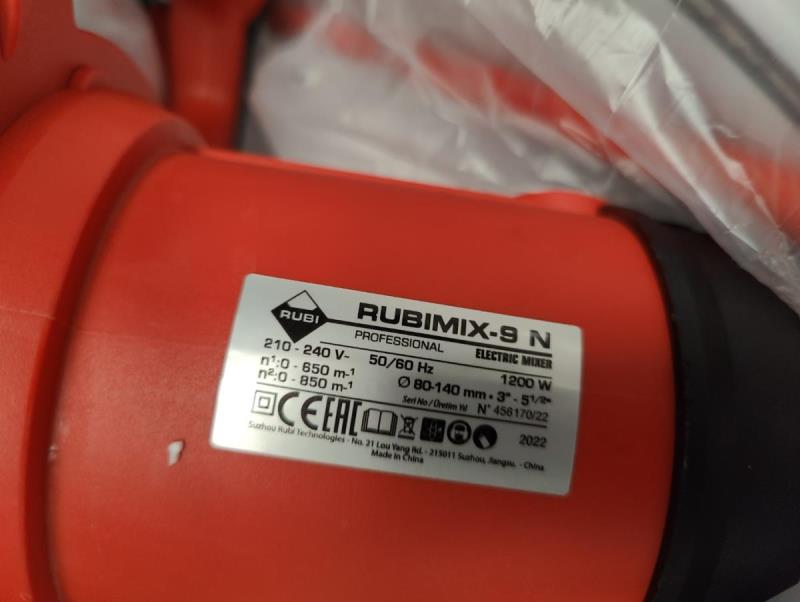 RUBI
RUBIMIX-9 N
PROFESSIONAL
ELECTRIC MIXER
210 - 240 V~ 50/60 Hz 1200 W
n¹:0 - 650 m-¹
n²:0 - 850 m-¹
Ø 80-140 mm • 3" - 5¹/²"
Seri No / Üretim Yıl N° 456170/22
CE EAC
2022
Suzhou Rubi Technologies - No. 21 Lou Yang Rd. - 215011 Suzhou, Jiangsu. - China
Made in China